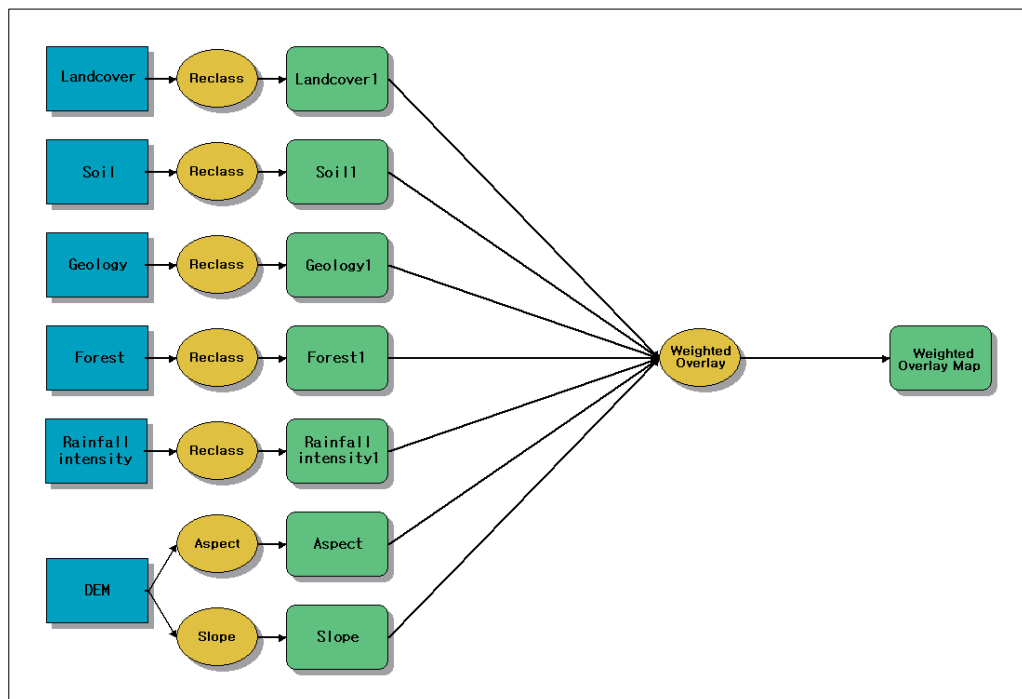 Landcover
Reclass
Landcover1
Soil
Reclass
Soil1
Geology
Reclass
Geology1
Forest
Reclass
Forest1
Weighted
Overlay
Weighted
Overlay Map
Rainfall
intensity
Reclass
Rainfall
intensity1
DEM
Aspect
Aspect
Slope
Slope